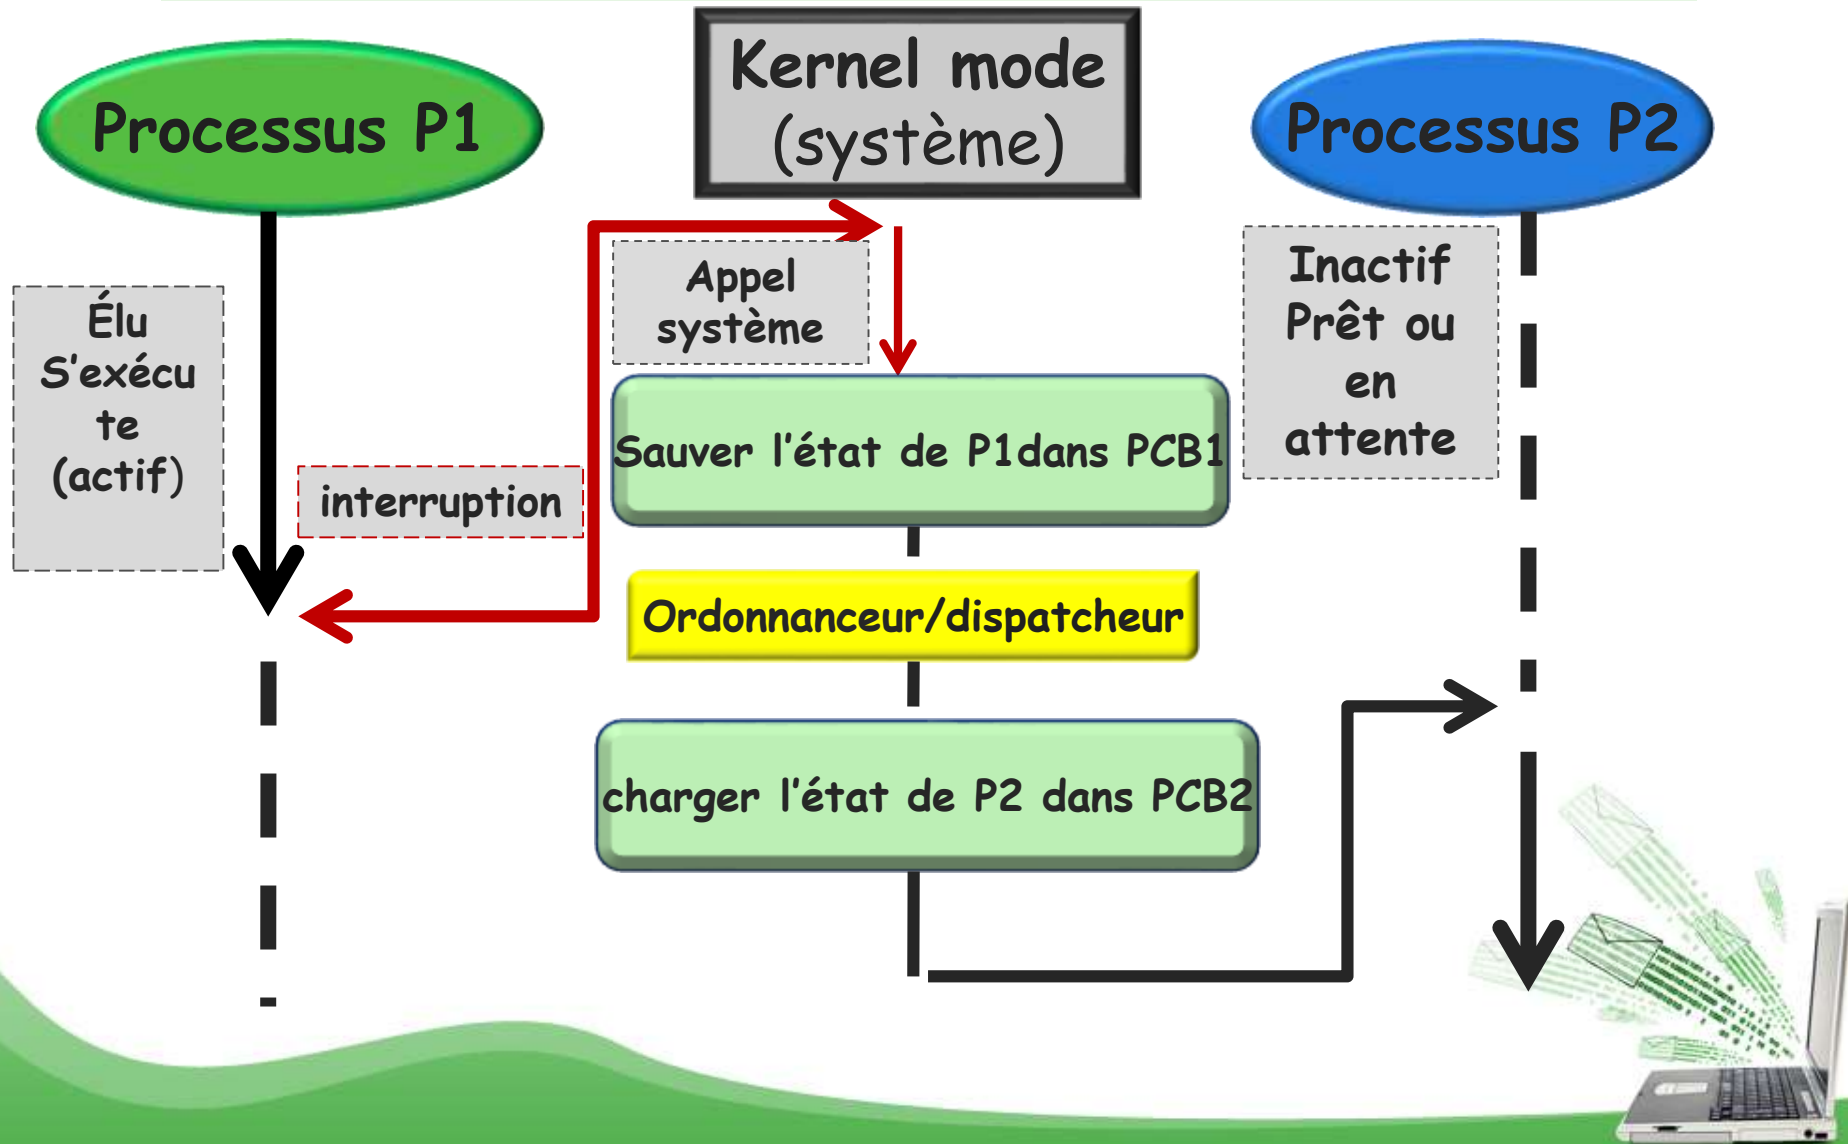 Processus P1
Kernel mode
(système)
Processus P2
Élu
S'exécu
te
(actif)
interruption
Appel
système
Inactif
Prêt ou
en
attente
Sauver l'état de P1dans PCB1
Ordonnanceur/dispatcheur
charger l'état de P2 dans PCB2